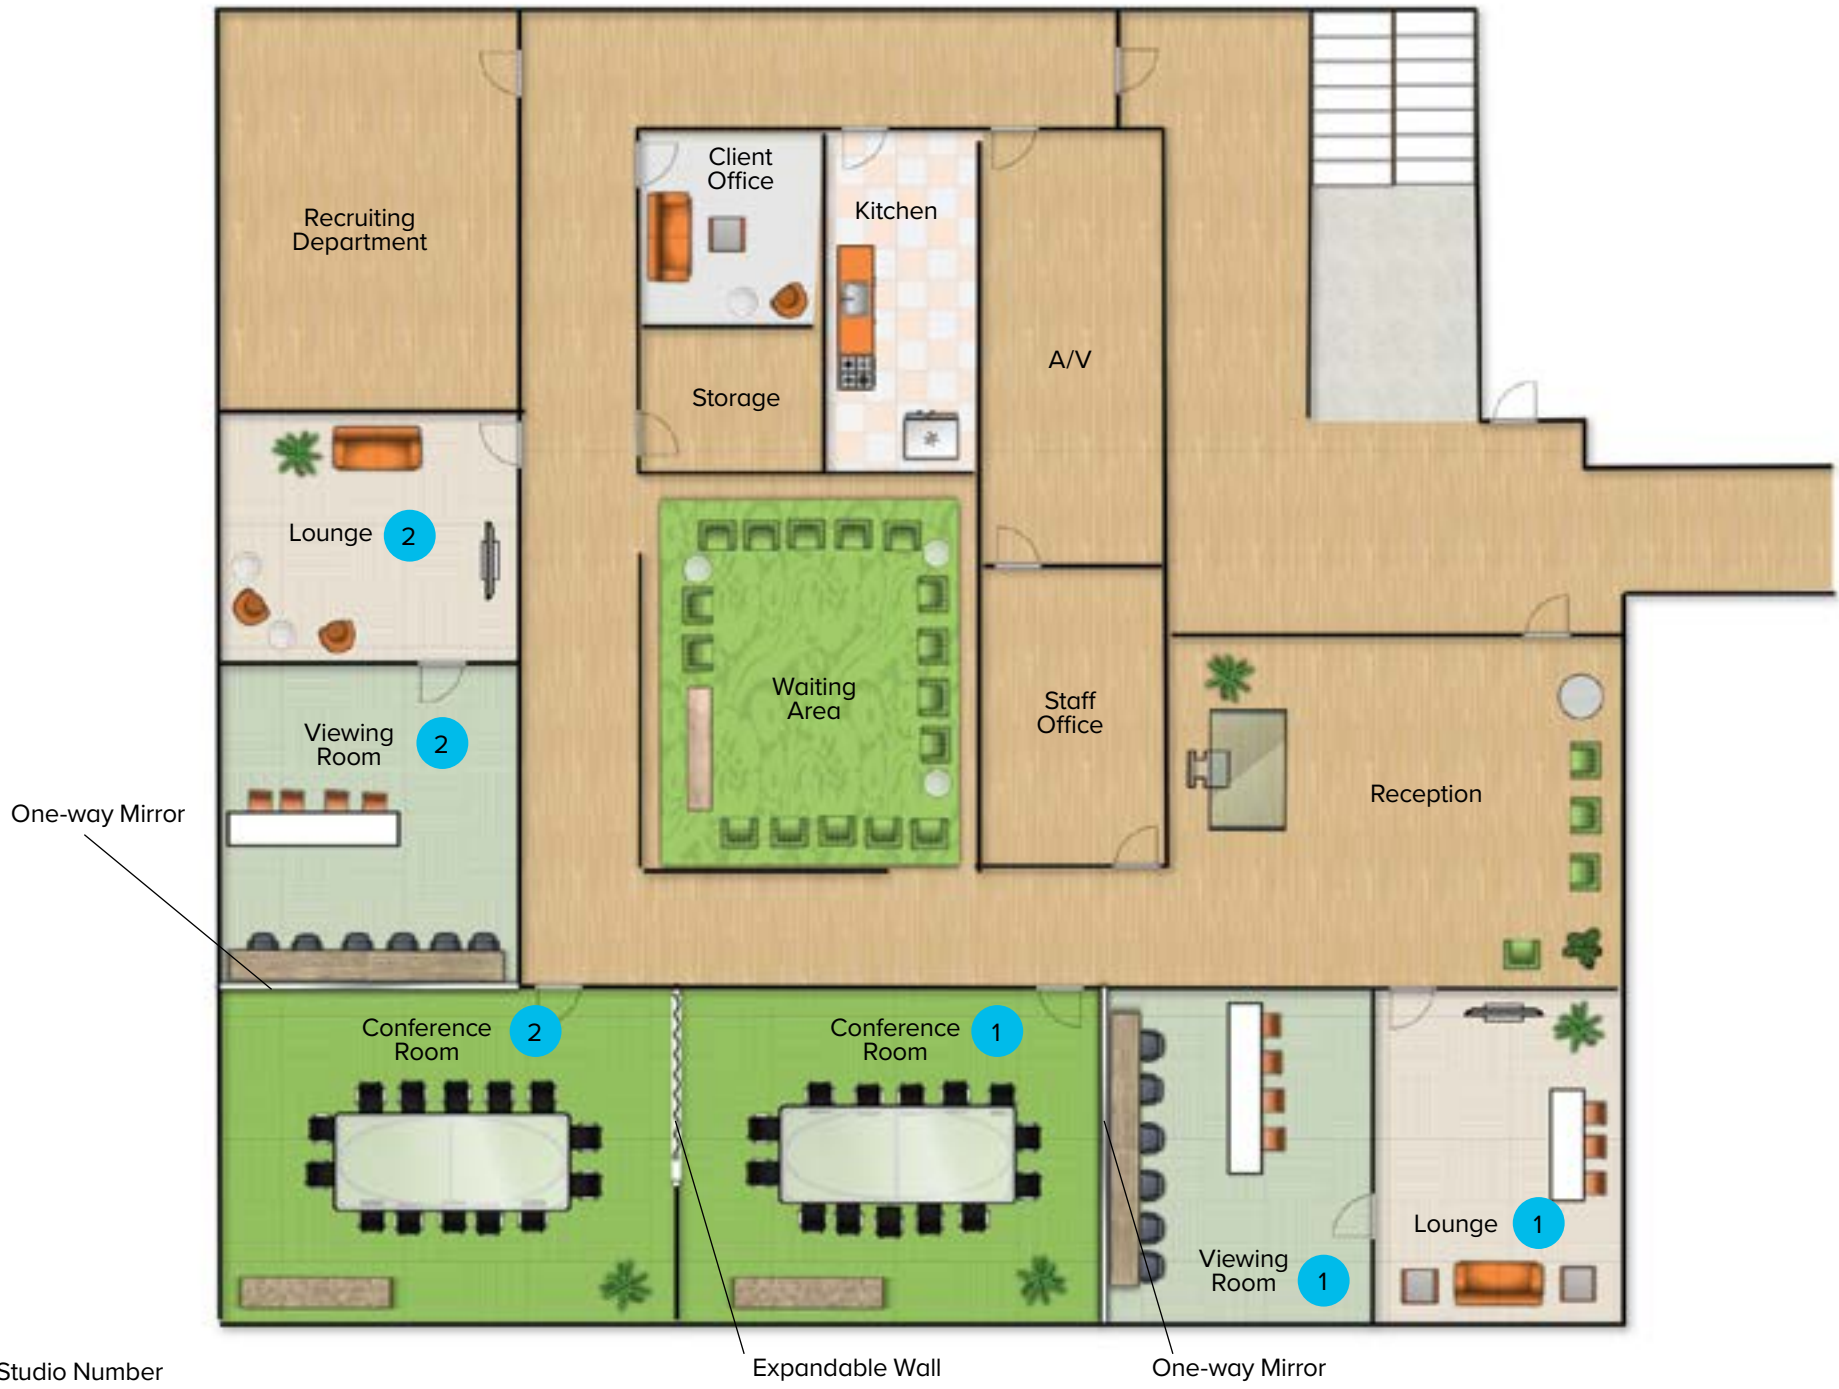 Client
Office
Kitchen
Recruiting
Department
A/V
Storage
Lounge 2
Waiting
Area
Staff
Office
Viewing
Room 2
Reception
One-way Mirror
Conference
Room 2
Conference
Room 1
Lounge 1
Viewing
Room 1
Expandable Wall
One-way Mirror
Studio Number